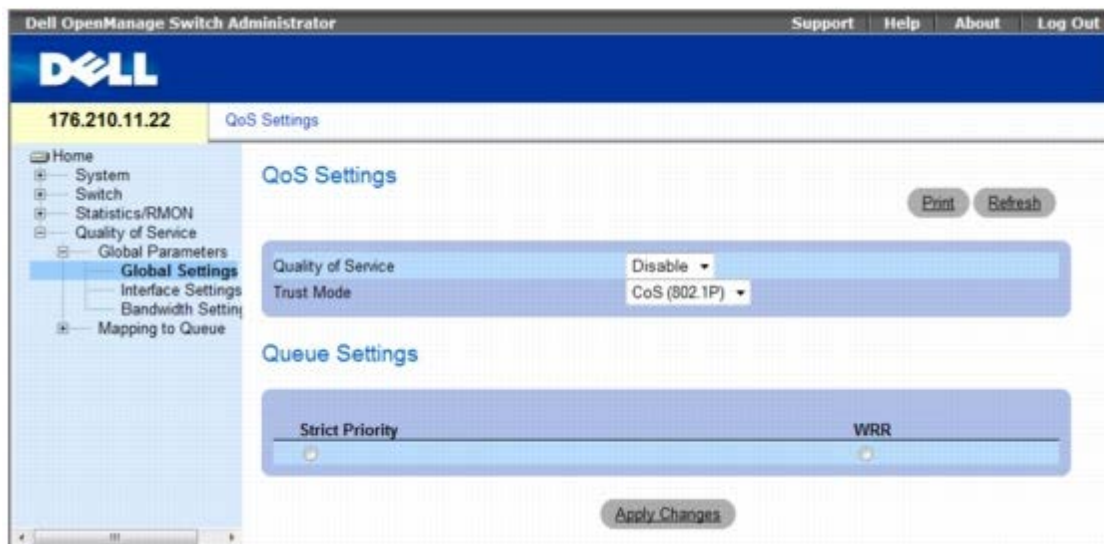 Dell OpenManage Switch Administrator Support Help About Log Out
DELL
176.210.11.22 QoS Settings
Home
System
Switch
Statistics/RMON
Quality of Service
Global Parameters
Global Settings
Interface Settings
Bandwidth Setting
Mapping to Queue
QoS Settings
Print Refresh
Quality of Service Disable
Trust Mode CoS (802.1P)
Queue Settings
Strict Priority WRR
Apply Changes